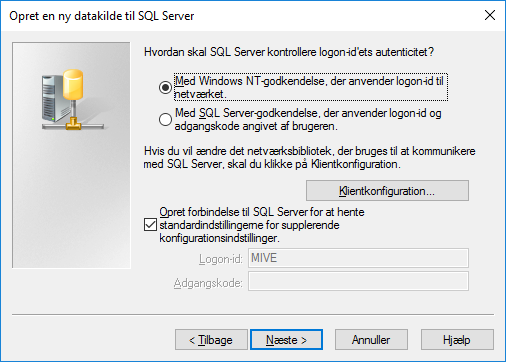 Opret en ny datakilde til SQL Server
Hvordan skal SQL Server kontrollere logon-id'ets autenticitet?
Med Windows NT-godkendelse, der anvender logon-id til
netværket.
Med SQL Server-godkendelse, der anvender logon-id og
adgangskode angivet af brugeren.
Hvis du vil ændre det netværksbibliotek, der bruges til at kommunikere
med SQL Server, skal du klikke på Klientkonfiguration.
Klientkonfiguration...
Opret forbindelse til SQL Server for at hente
standardindstillingerne for supplerende
konfigurationsindstillinger.
Logon-id: MIVE
Adgangskode:
< Tilbage Næste > Annuller Hjælp